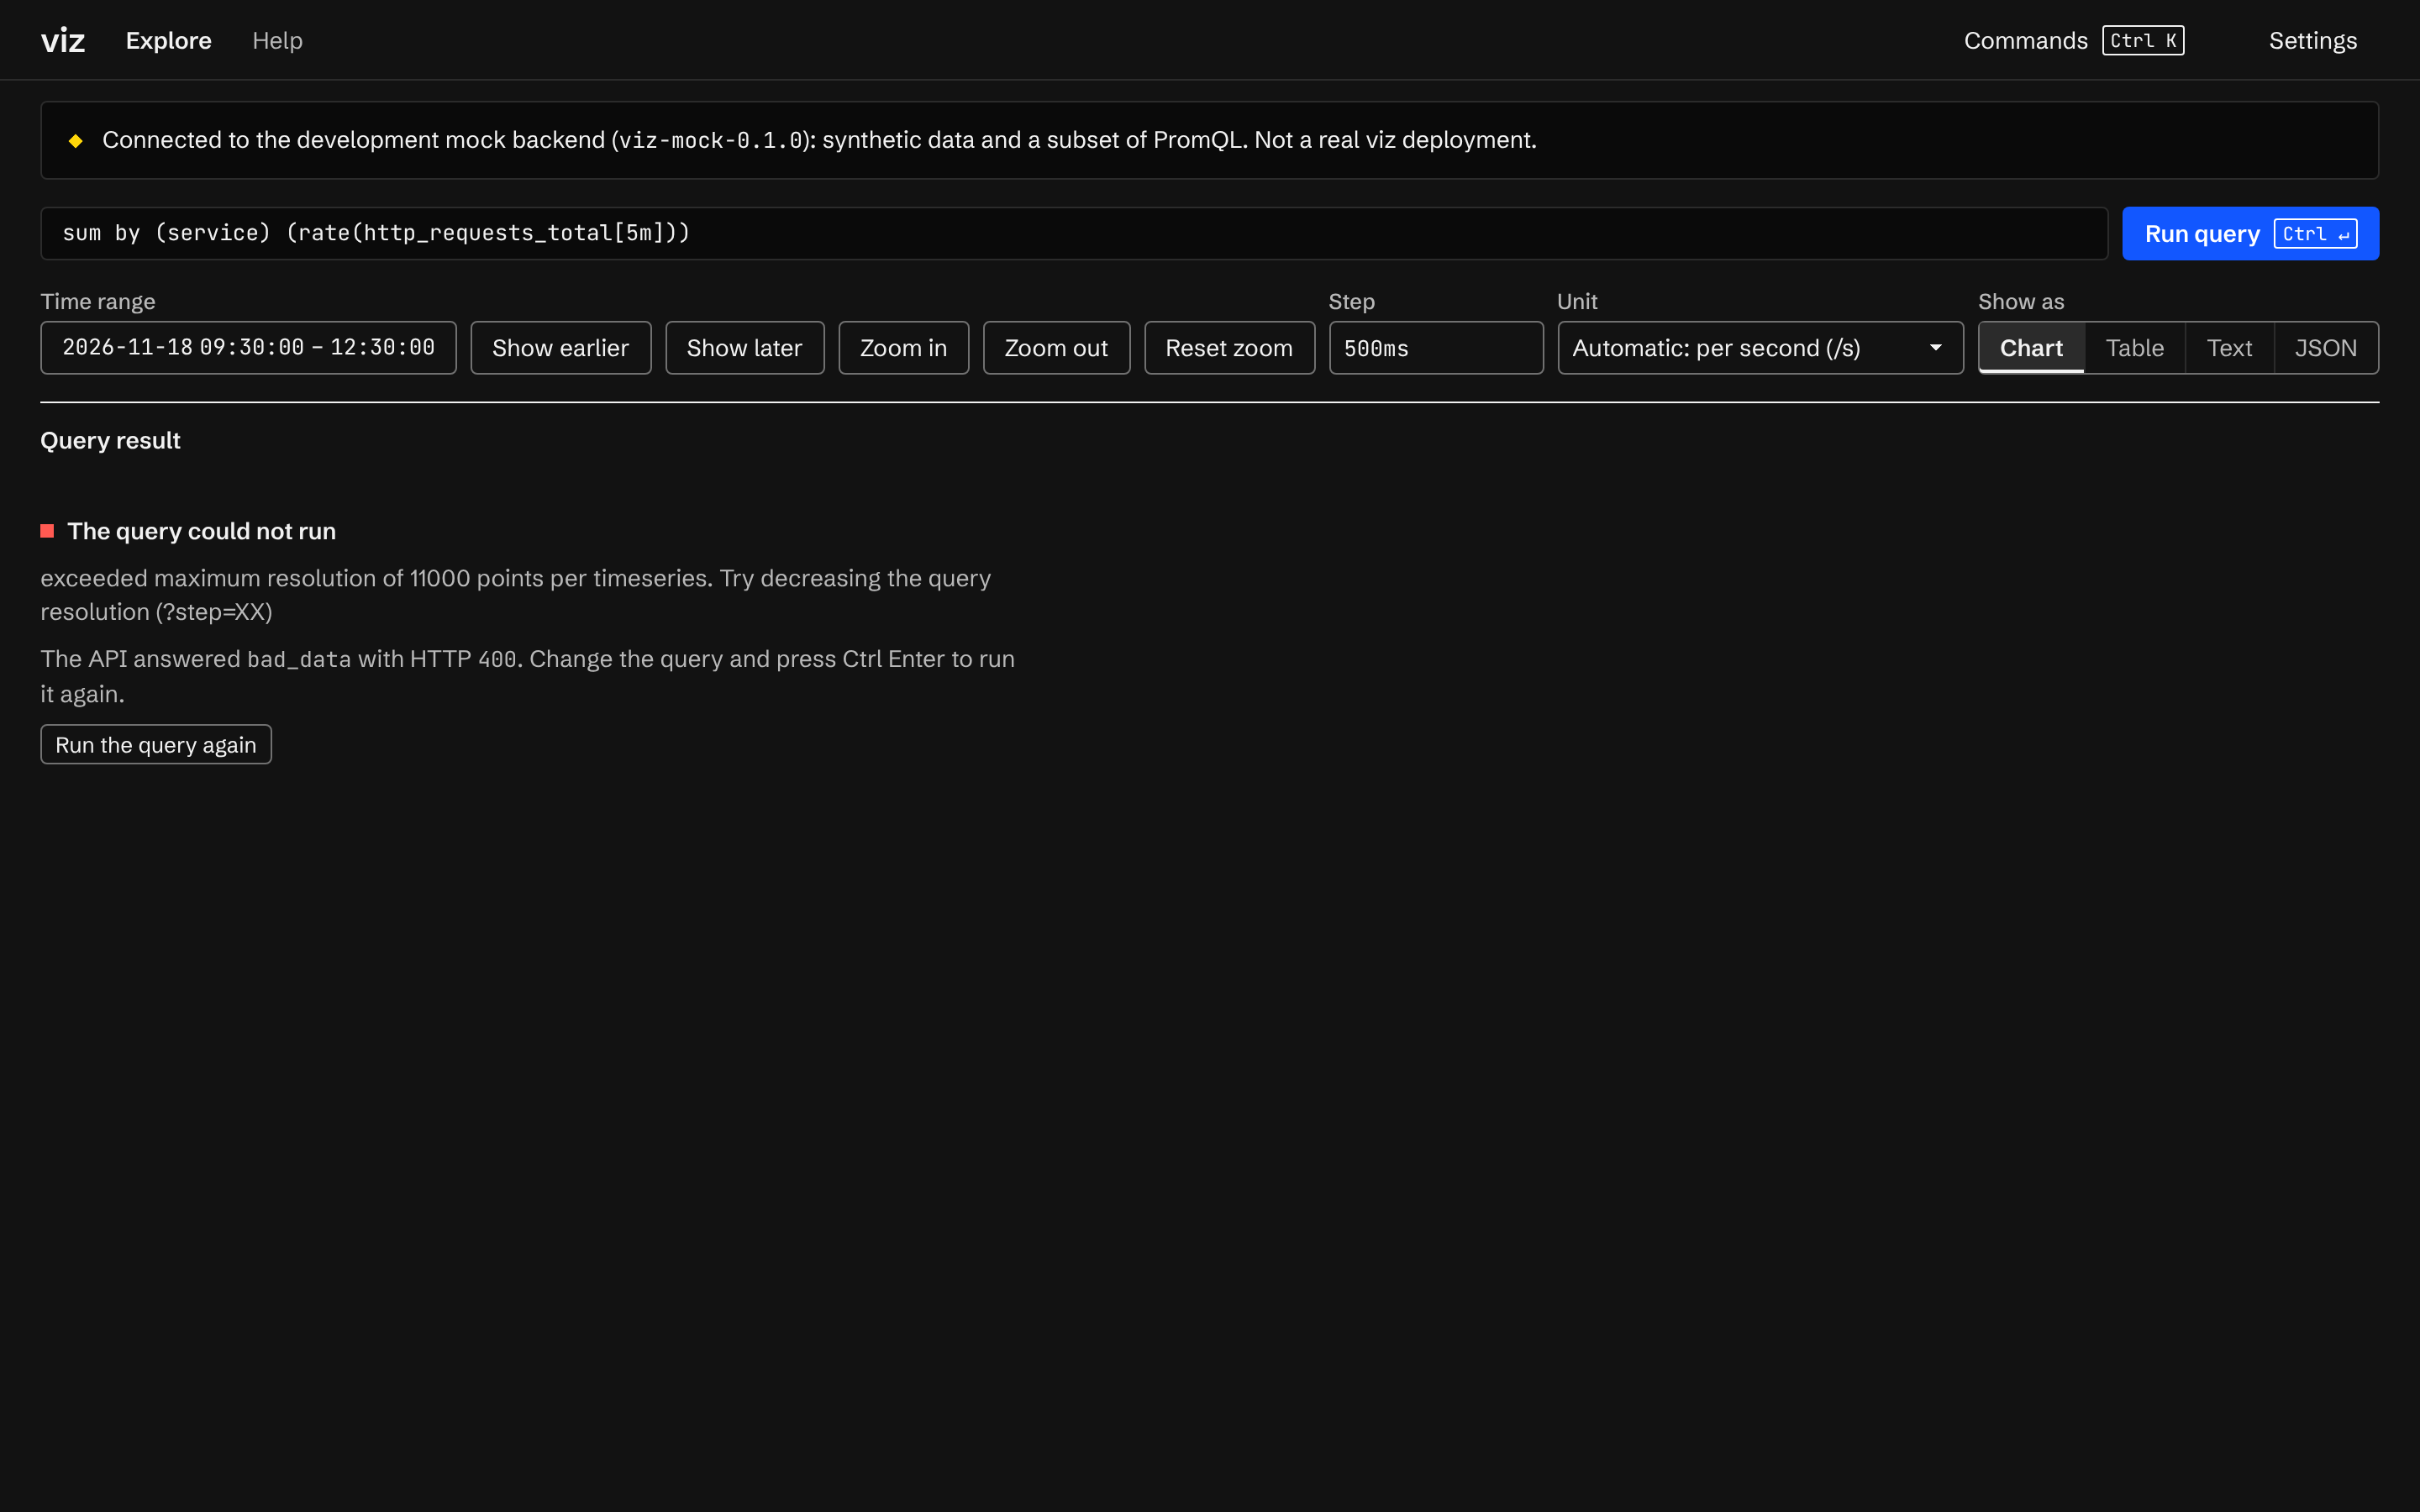 viz Explore Help Commands Ctrl K Settings
Connected to the development mock backend (viz-mock-0.1.0): synthetic data and a subset of PromQL. Not a real viz deployment.
sum by (service) (rate(http_requests_total[5m])) Run query Ctrl ↵
Time range Step Unit Show as
2026-11-18 09:30:00 – 12:30:00 Show earlier Show later Zoom in Zoom out Reset zoom 500ms Automatic: per second (/s) Chart Table Text JSON
Query result
The query could not run
exceeded maximum resolution of 11000 points per timeseries. Try decreasing the query
resolution (?step=XX)
The API answered bad_data with HTTP 400. Change the query and press Ctrl Enter to run
it again.
Run the query again